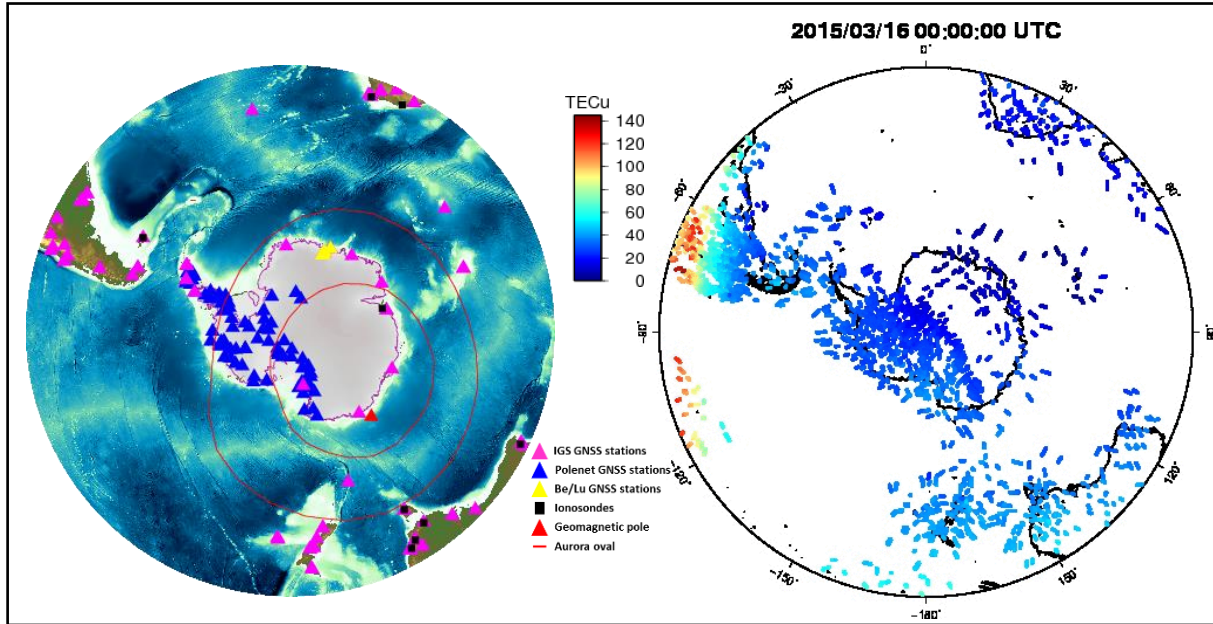 2015/03/16 00:00:00 UTC
TECu
140
120
100
80
60
40
20
0
IGS GNSS stations
Polenet GNSS stations
Be/Lu GNSS stations
Ionosondes
Geomagnetic pole
Aurora oval
0°
30°
60°
120°
150°
-180°
-150°
-120°
-90°
-60°
-30°